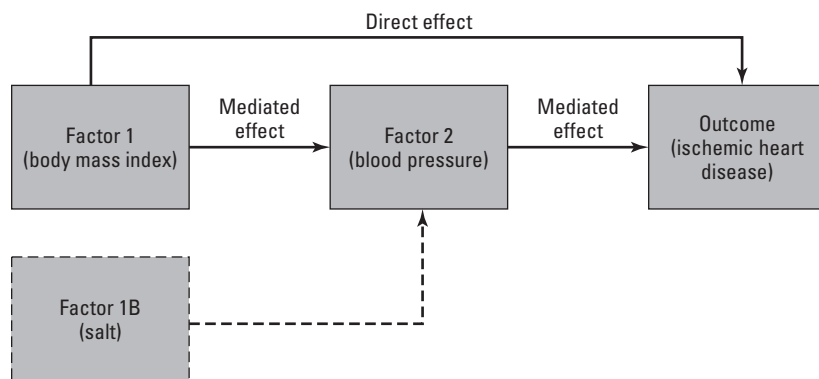 Direct effect
Factor 1
(body mass index)
Mediated
effect
Factor 2
(blood pressure)
Mediated
effect
Outcome
(ischemic heart
disease)
Factor 1B
(salt)